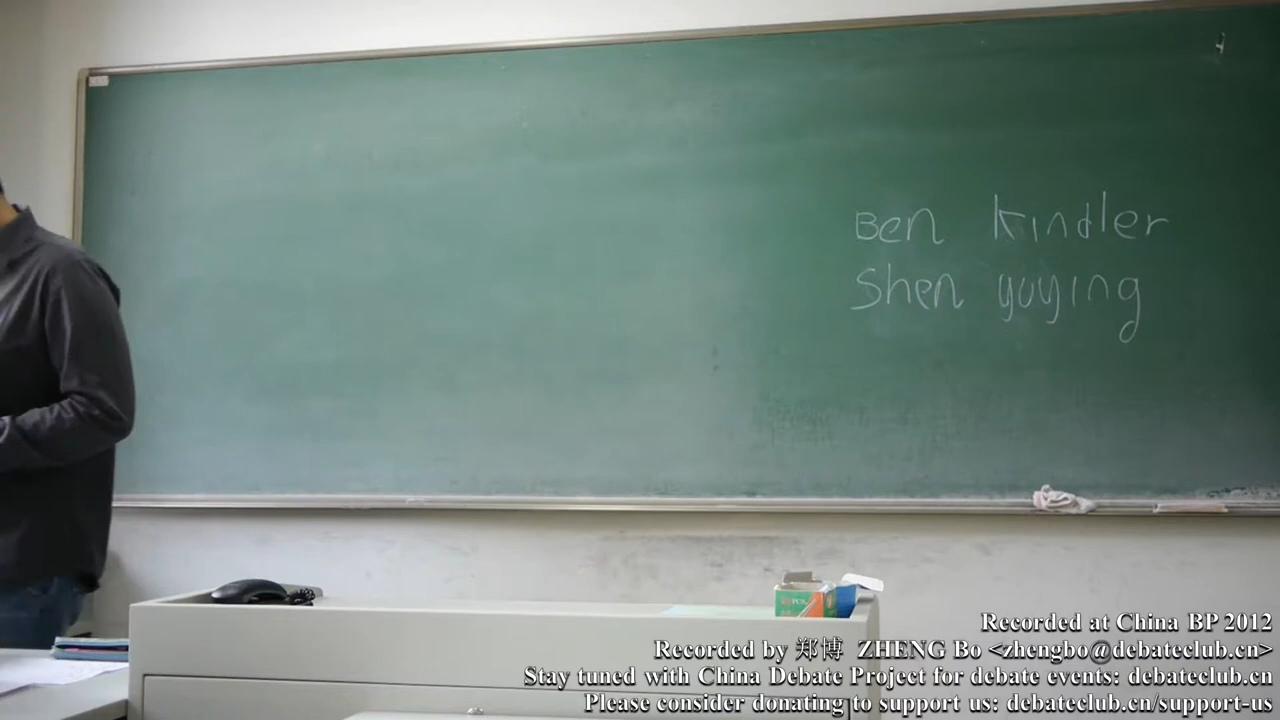 Ben Kindler
Shen yuying
Recorded at China BP 2012
Recorded by 郑博 ZHENG Bo <zhengbo@debateclub.cn>
Stay tuned with China Debate Project for debate events: debateclub.cn
Please consider donating to support us: debateclub.cn/support-us